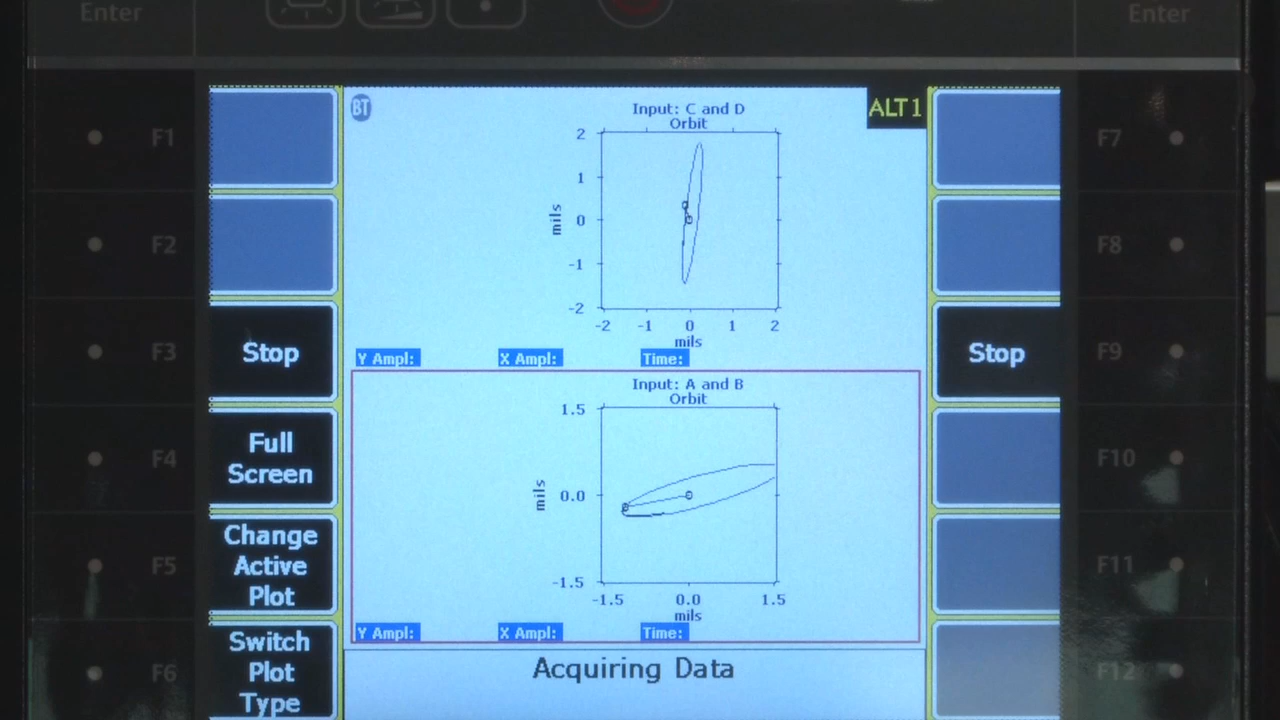 Enter
Enter
F1
F2
F3
F4
F5
F6
Stop
Full
Screen
Change
Active
Plot
Switch
Plot
Type
BT
ALT1
Input: C and D
Orbit
2
1
0
-1
-2
mils
-2 -1 0 1 2
mils
Y Ampl: X Ampl: Time:
Input: A and B
Orbit
1.5
0.0
-1.5
mils
-1.5 0.0 1.5
mils
Y Ampl: X Ampl: Time:
Acquiring Data
Stop
F7
F8
F9
F10
F11
F12